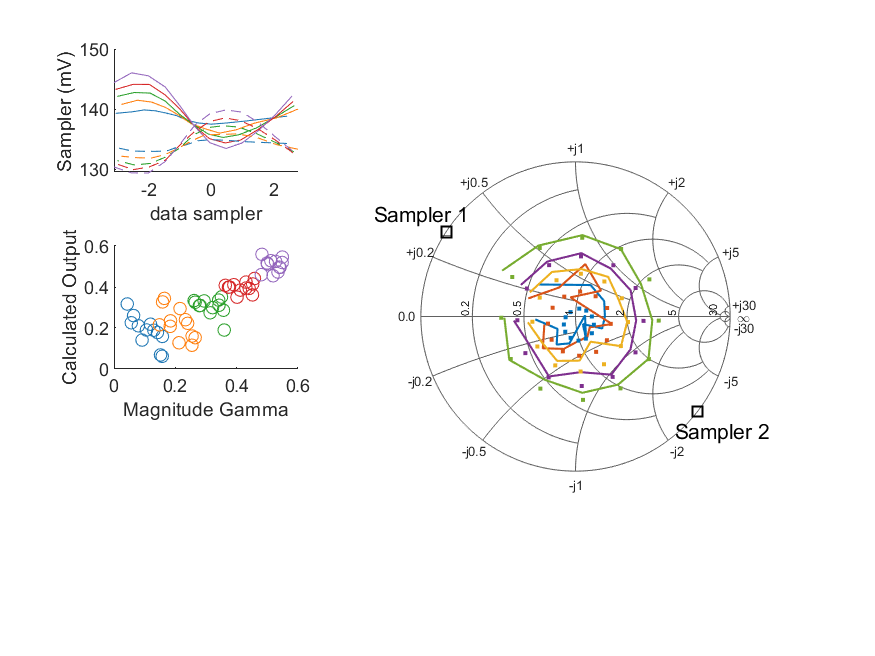 150
140
130
Sampler (mV)
-2
0
2
data sampler
0.6
0.4
0.2
0
Calculated Output
0
0.2
0.4
0.6
Magnitude Gamma
+j1
+j0.5
+j2
Sampler 1
+j0.2
+j5
0.0
0.2
0.5
1
2
5
30
+j30
∞
-j30
-j0.2
-j5
Sampler 2
-j0.5
-j2
-j1